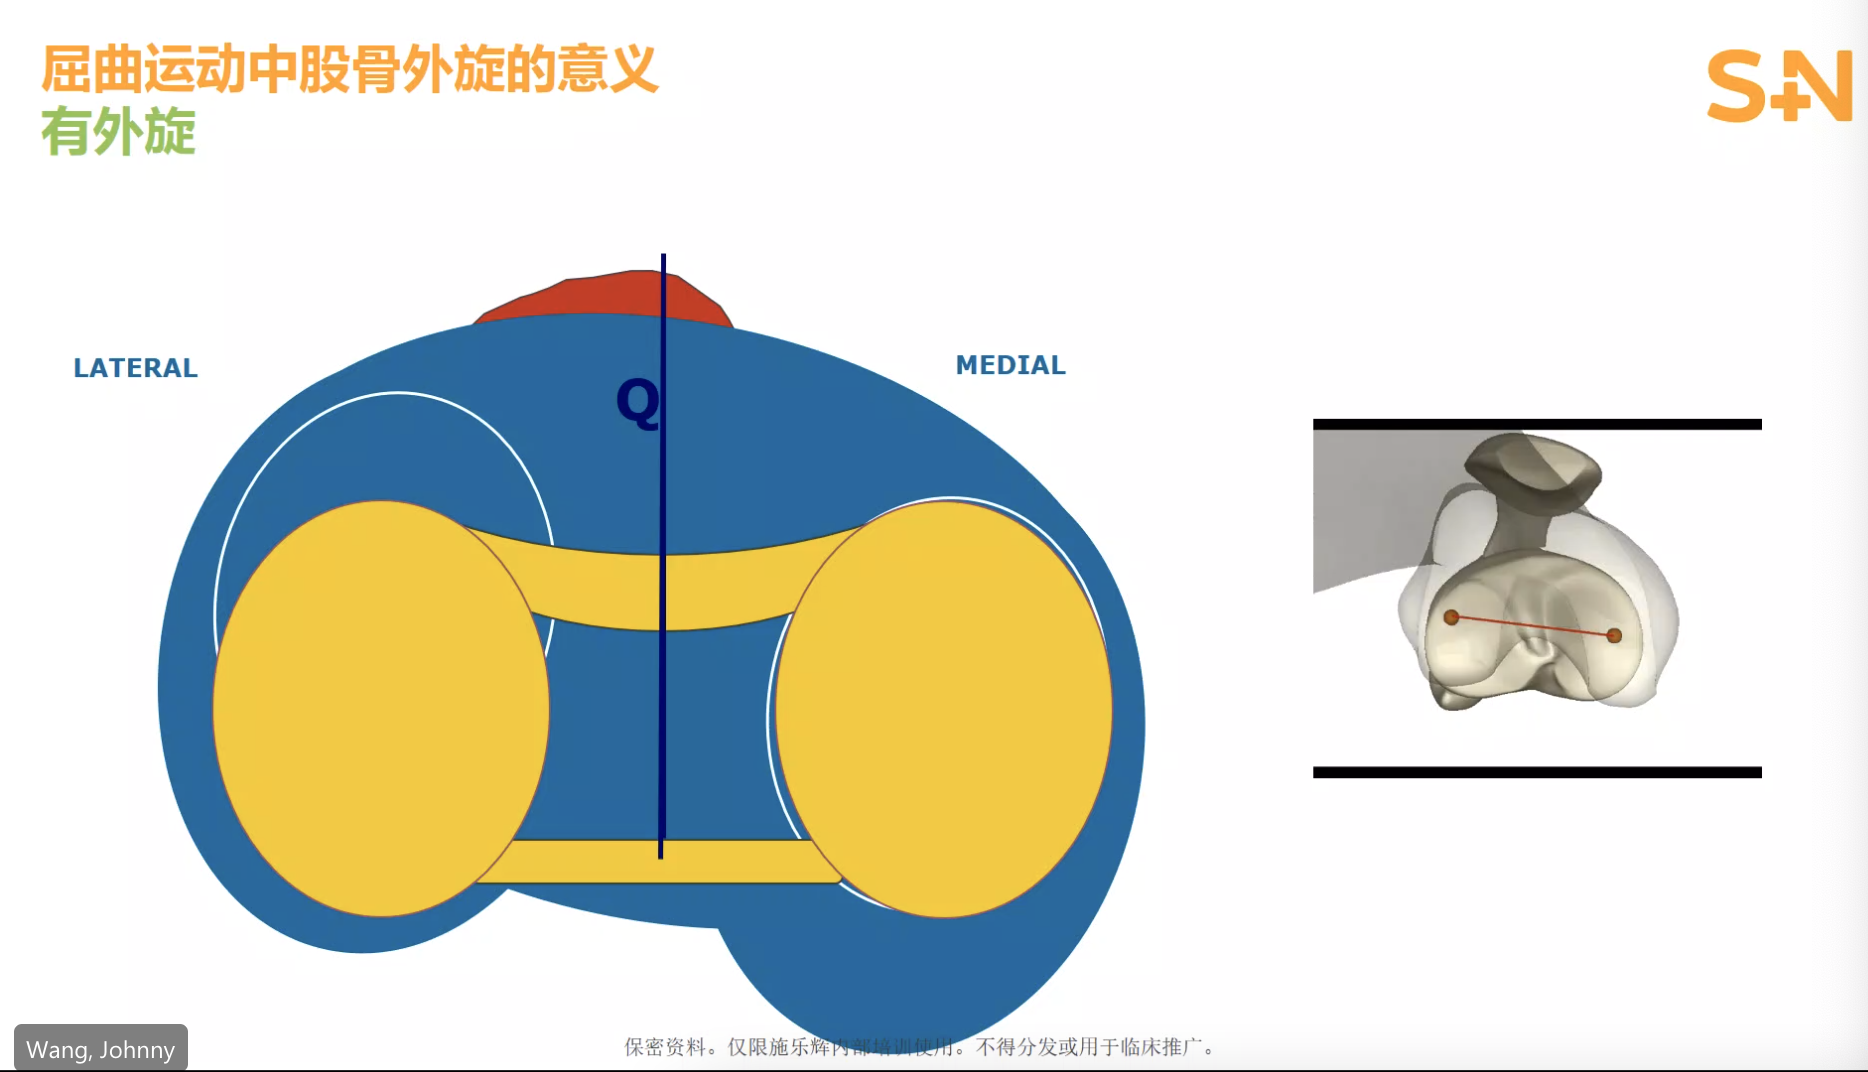 屈曲运动中股骨外旋的意义
有外旋
S+N
LATERAL
MEDIAL
Q
保密资料。仅限施乐辉内部培训使用。不得分发或用于临床推广。
Wang, Johnny